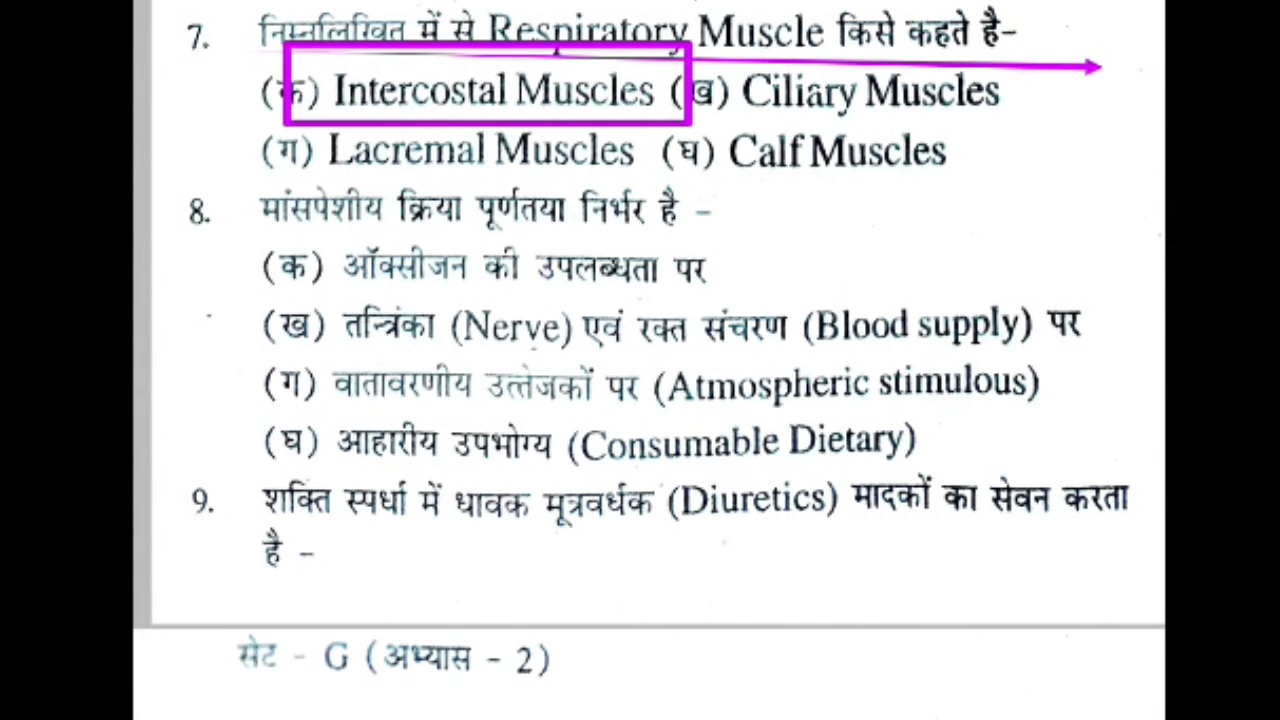 7. निम्नलिखित में से Respiratory Muscle किसे कहते है-
(क) Intercostal Muscles (ख) Ciliary Muscles
(ग) Lacremal Muscles (घ) Calf Muscles
8. मांसपेशीय क्रिया पूर्णतया निर्भर है -
(क) ऑक्सीजन की उपलब्धता पर
(ख) तन्त्रिंका (Nerve) एवं रक्त संचरण (Blood supply) पर
(ग) वातावरणीय उत्तेजकों पर (Atmospheric stimulous)
(घ) आहारीय उपभोग्य (Consumable Dietary)
9. शक्ति स्पर्धा में धावक मूत्रवर्धक (Diuretics) मादकों का सेवन करता
है -
सेट - G (अभ्यास - 2)